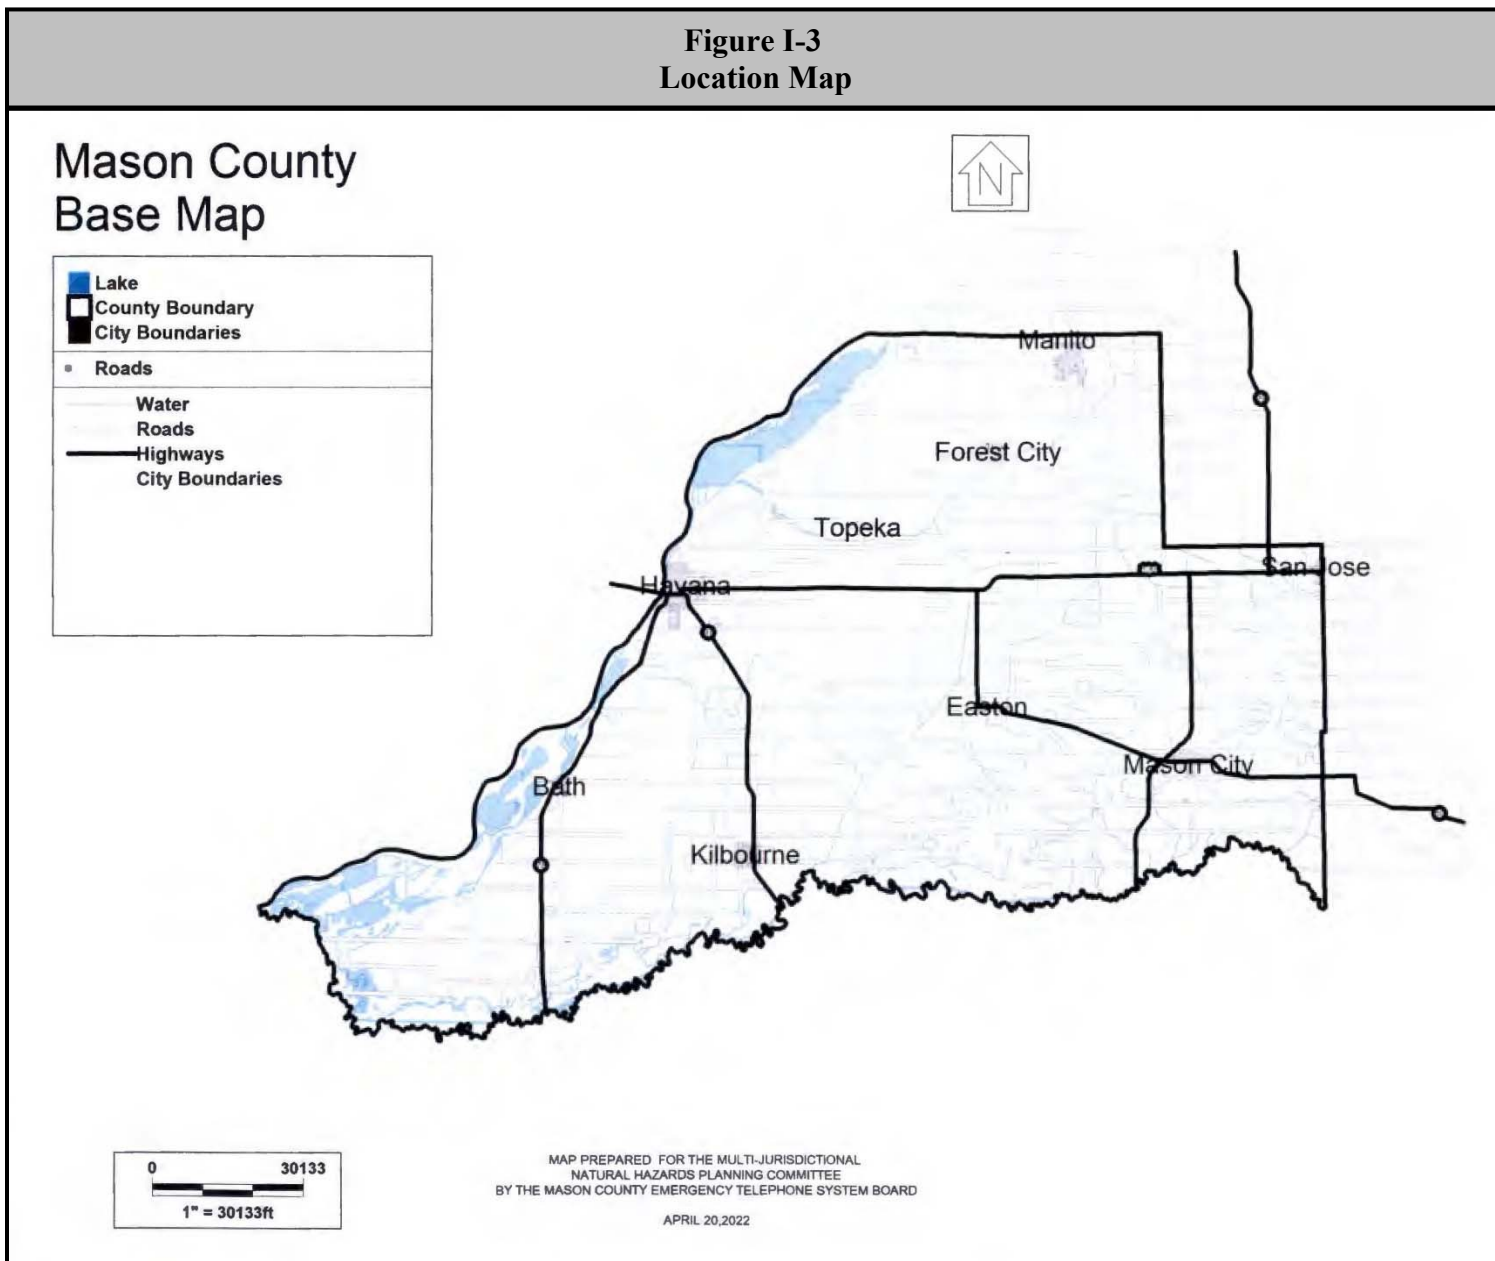 Figure I-3
Location Map
Mason County
Base Map
N
Lake
County Boundary
City Boundaries
Roads
Water
Roads
Highways
City Boundaries
Manito
Forest City
Topeka
San Jose
Havana
Easton
Mason City
Bath
Kilbourne
0 30133
1" = 30133ft
MAP PREPARED FOR THE MULTI-JURISDICTIONAL
NATURAL HAZARDS PLANNING COMMITTEE
BY THE MASON COUNTY EMERGENCY TELEPHONE SYSTEM BOARD
APRIL 20,2022